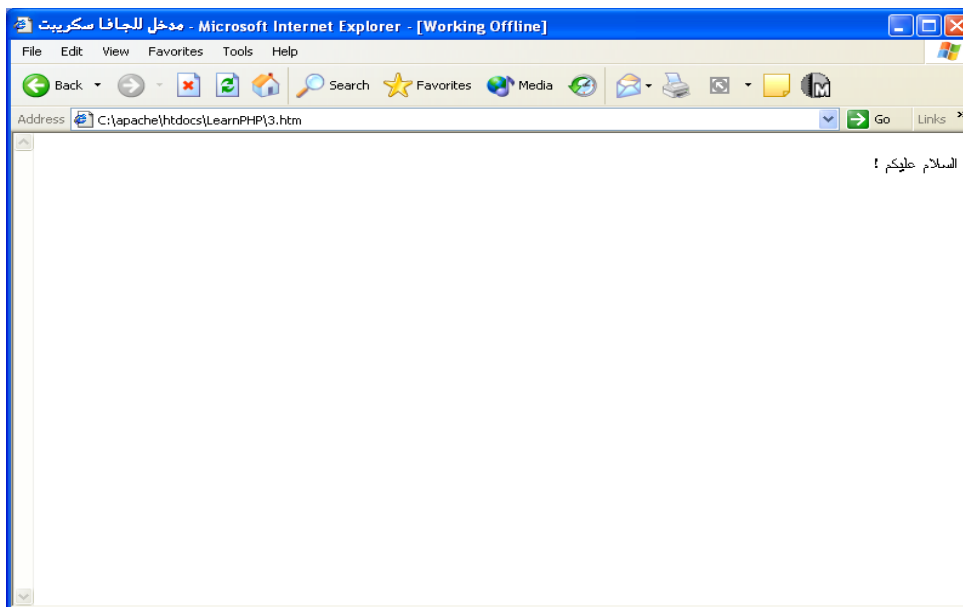 مدخل للجافا سكريبت - Microsoft Internet Explorer - [Working Offline]
File Edit View Favorites Tools Help
Back Search Favorites Media
Address C:\apache\htdocs\LearnPHP\3.htm Go Links
السلام عليكم !